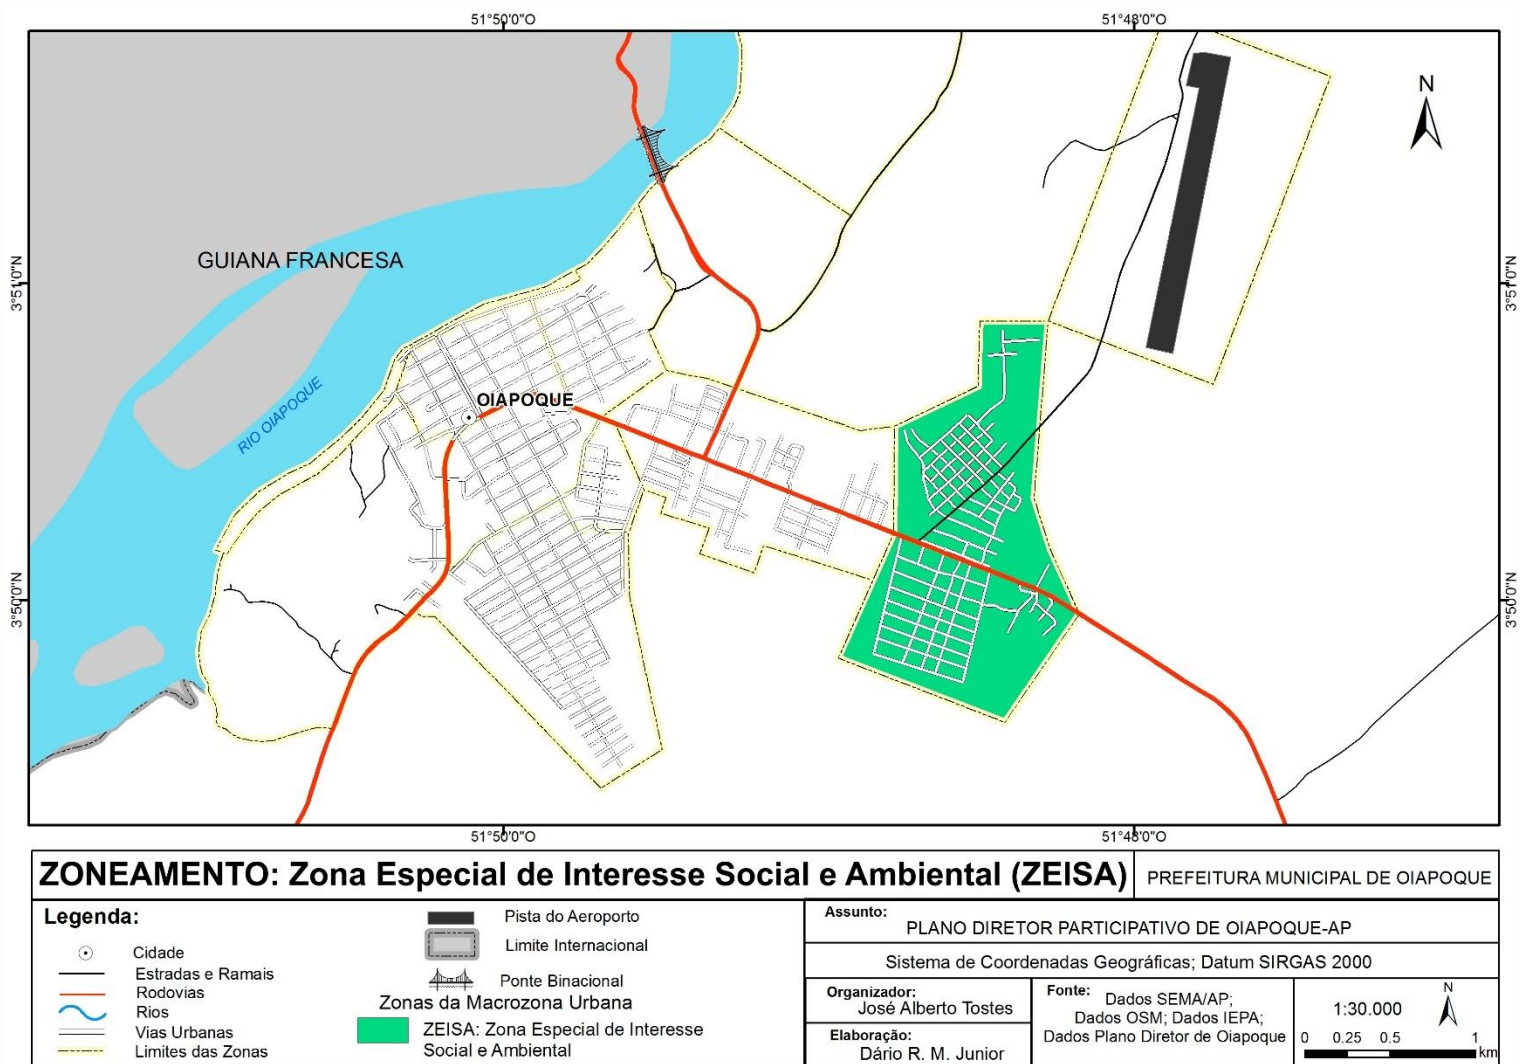 51°50'0"O
51°48'0"O
N
GUIANA FRANCESA
3°51'0"N
3°51'0"N
RIO OIAPOQUE
OIAPOQUE
3°50'0"N
3°50'0"N
51°50'0"O
51°48'0"O
ZONEAMENTO: Zona Especial de Interesse Social e Ambiental (ZEISA)
PREFEITURA MUNICIPAL DE OIAPOQUE
Legenda:
Cidade
Estradas e Ramais
Rodovias
Rios
Vias Urbanas
Limites das Zonas
Pista do Aeroporto
Limite Internacional
Ponte Binacional
Zonas da Macrozona Urbana
ZEISA: Zona Especial de Interesse
Social e Ambiental
Assunto:
PLANO DIRETOR PARTICIPATIVO DE OIAPOQUE-AP
Sistema de Coordenadas Geográficas; Datum SIRGAS 2000
Organizador:
José Alberto Tostes
Elaboração:
Dário R. M. Junior
Fonte:
Dados SEMA/AP;
Dados OSM; Dados IEPA;
Dados Plano Diretor de Oiapoque
1:30.000
N
0 0.25 0.5 1
km